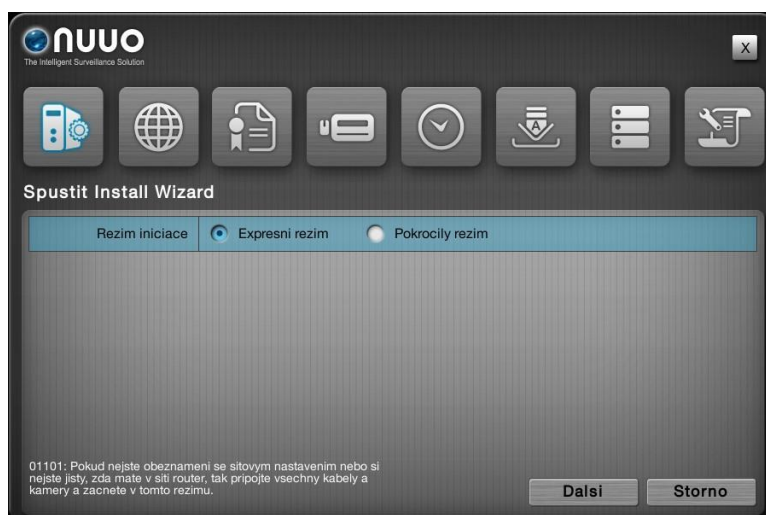 nuuo
The Intelligent Surveillance Solution
X
A
Spustit Install Wizard
Rezim iniciace Expresni rezim Pokrocily rezim
01101: Pokud nejste obeznameni se sitovym nastavenim nebo si
nejste jisty, zda mate v siti router, tak pripojte vsechny kabely a
kamery a zacnete v tomto rezimu.
Dalsi Storno